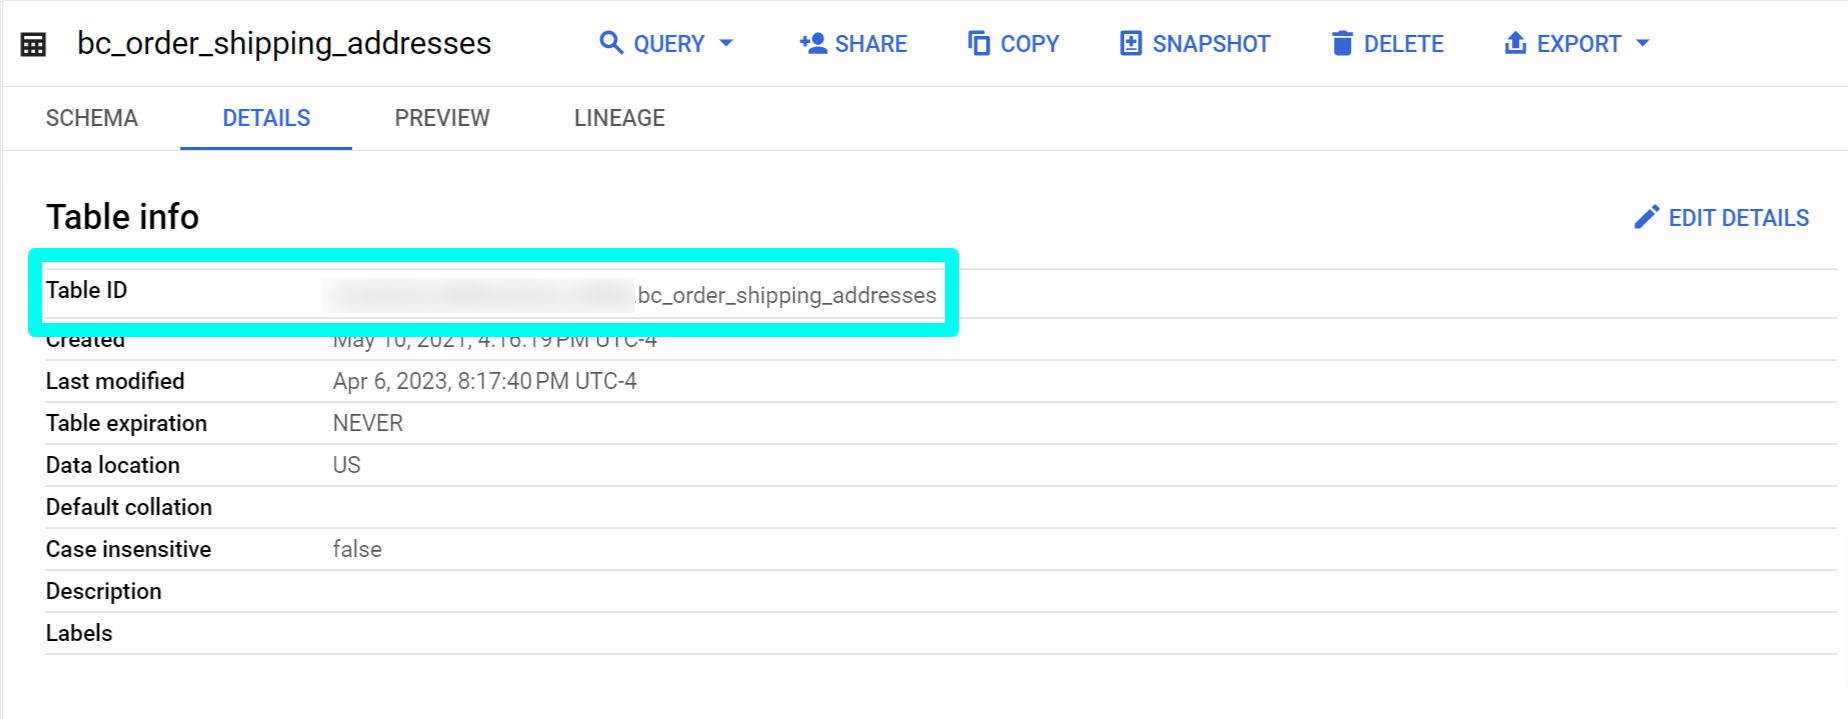 bc_order_shipping_addresses QUERY SHARE COPY SNAPSHOT DELETE EXPORT
SCHEMA DETAILS PREVIEW LINEAGE
Table info EDIT DETAILS
Table ID .bc_order_shipping_addresses
Created May 10, 2021, 4:16:19 PM UTC-4
Last modified Apr 6, 2023, 8:17:40 PM UTC-4
Table expiration NEVER
Data location US
Default collation
Case insensitive false
Description
Labels